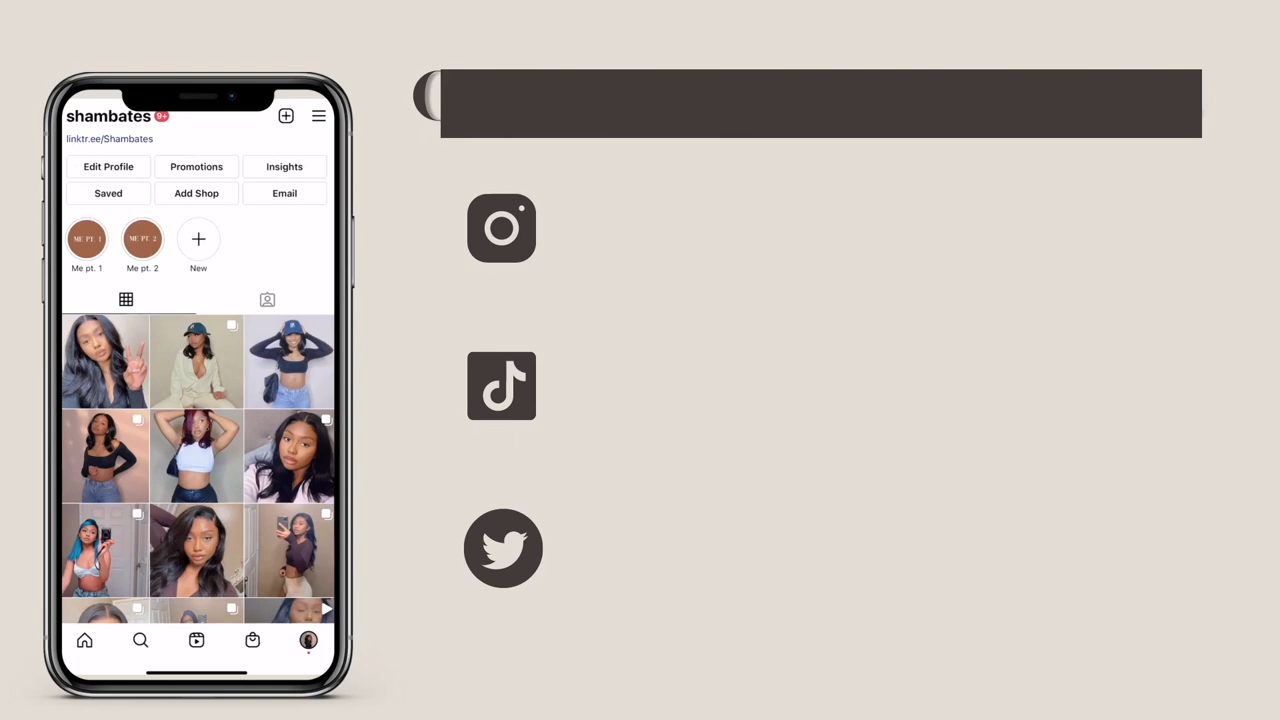 shambates 9+
linktr.ee/Shambates
Edit Profile Promotions Insights
Saved Add Shop Email
ME PT. 1 ME PT. 2
Me pt. 1 Me pt. 2 New